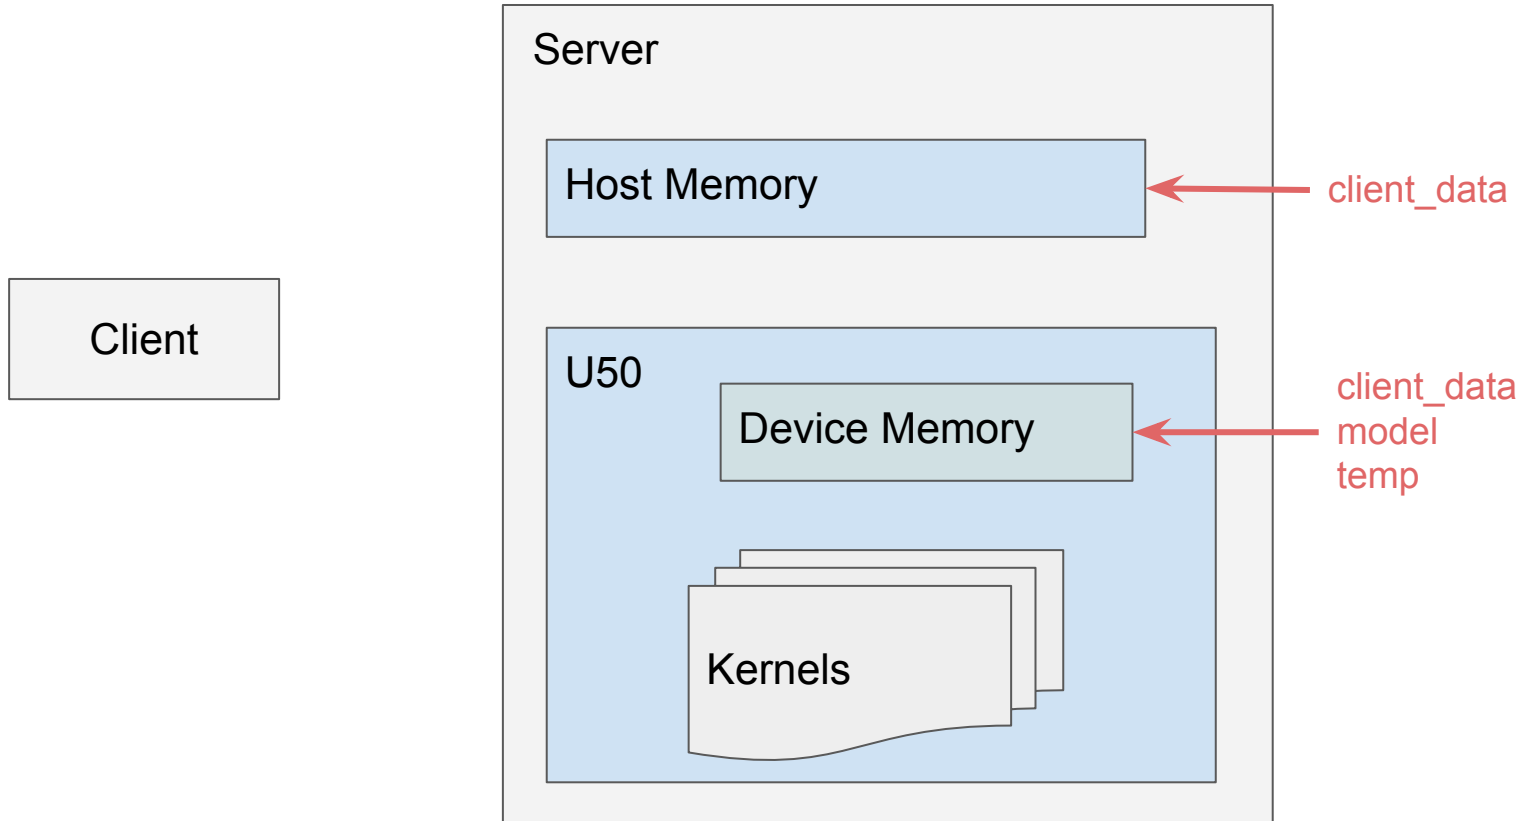 Server
Host Memory
client_data
Client
U50
Device Memory
client_data
model
temp
Kernels